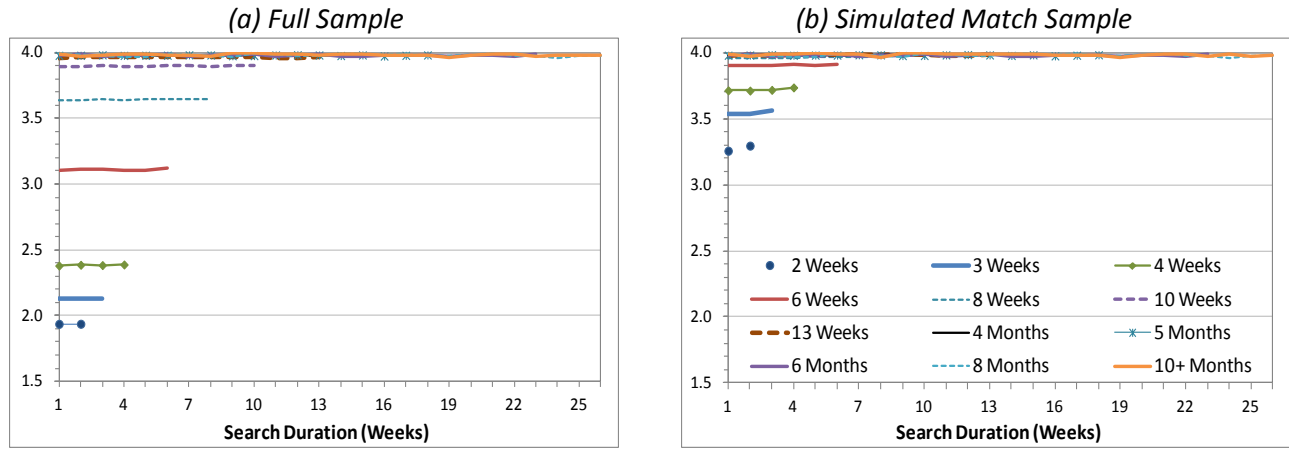 (a) Full Sample
4.0
3.5
3.0
2.5
2.0
1.5
1 4 7 10 13 16 19 22 25
Search Duration (Weeks)
(b) Simulated Match Sample
4.0
3.5
3.0
2.5
2.0
1.5
2 Weeks 3 Weeks 4 Weeks
6 Weeks 8 Weeks 10 Weeks
13 Weeks 4 Months 5 Months
6 Months 8 Months 10+ Months
1 4 7 10 13 16 19 22 25
Search Duration (Weeks)